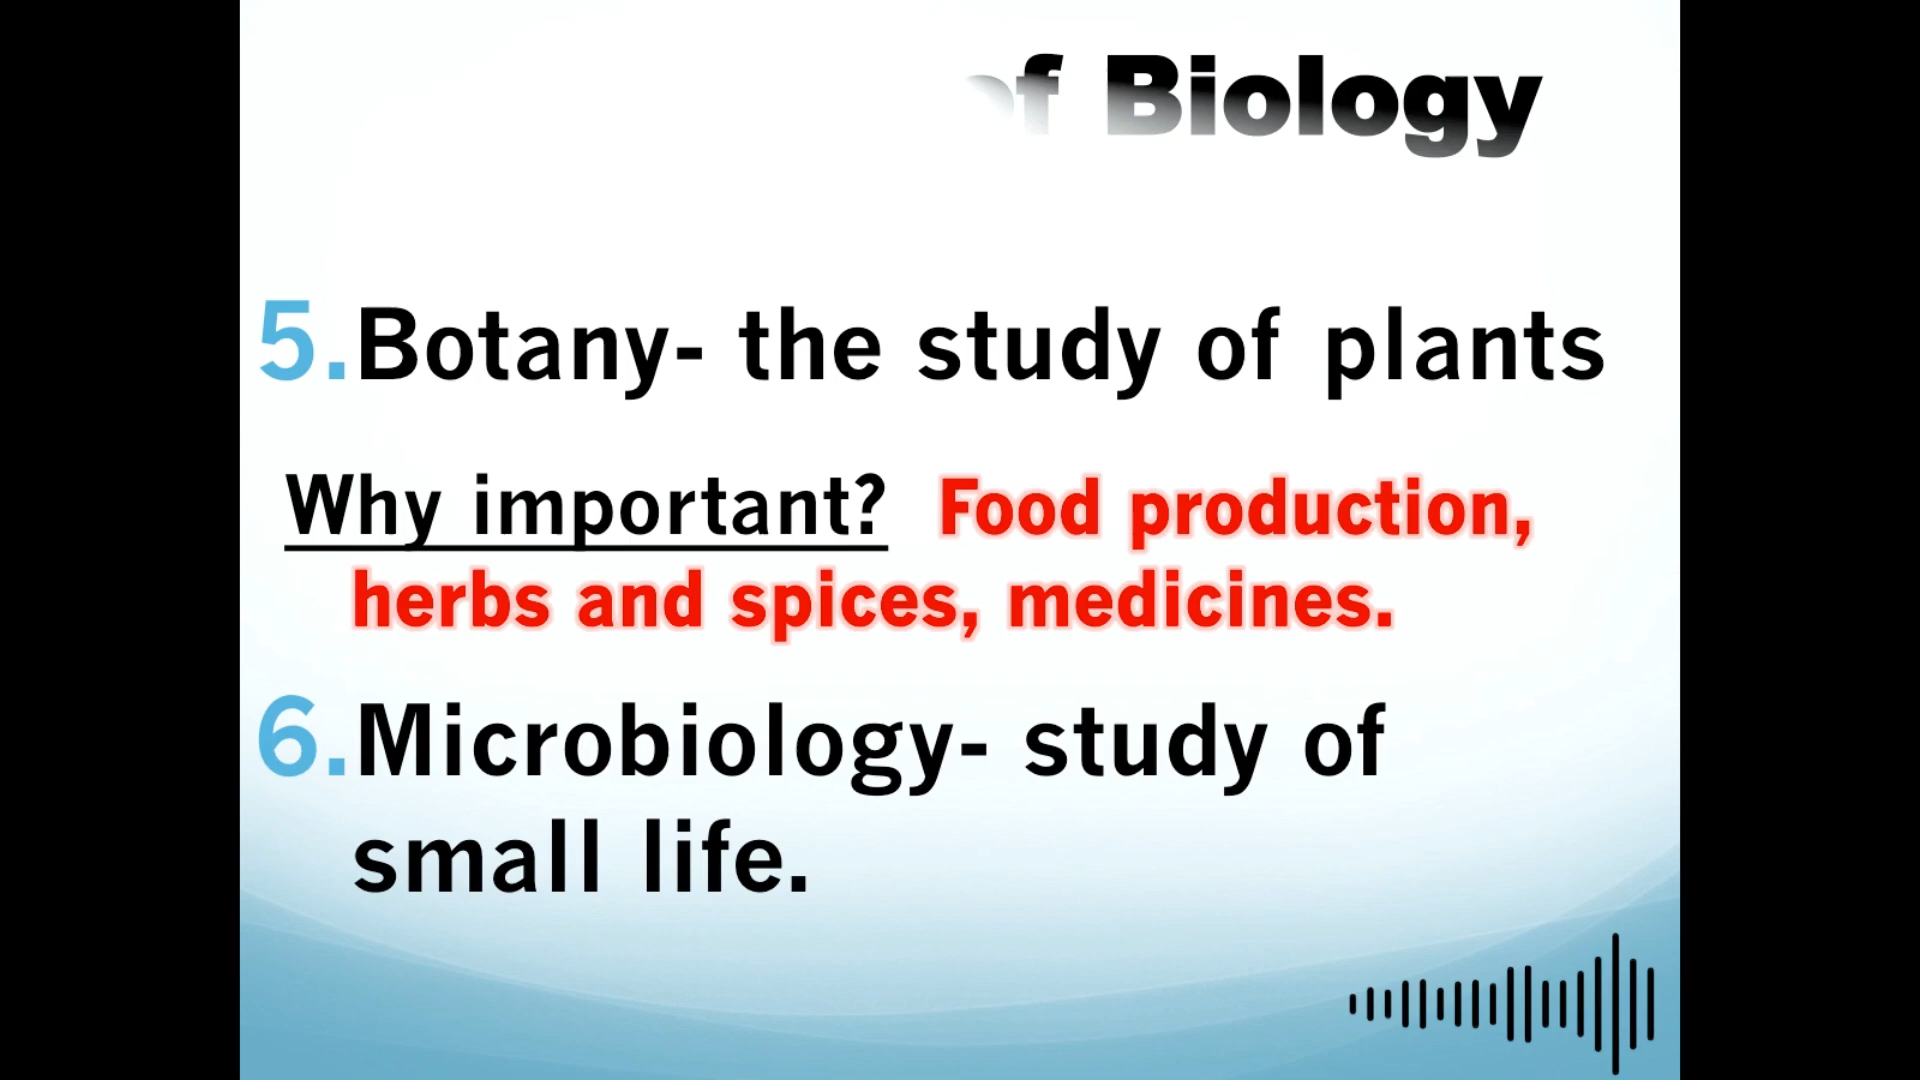 of Biology
5.Botany- the study of plants
Why important? Food production,
herbs and spices, medicines.
6.Microbiology- study of
small life.